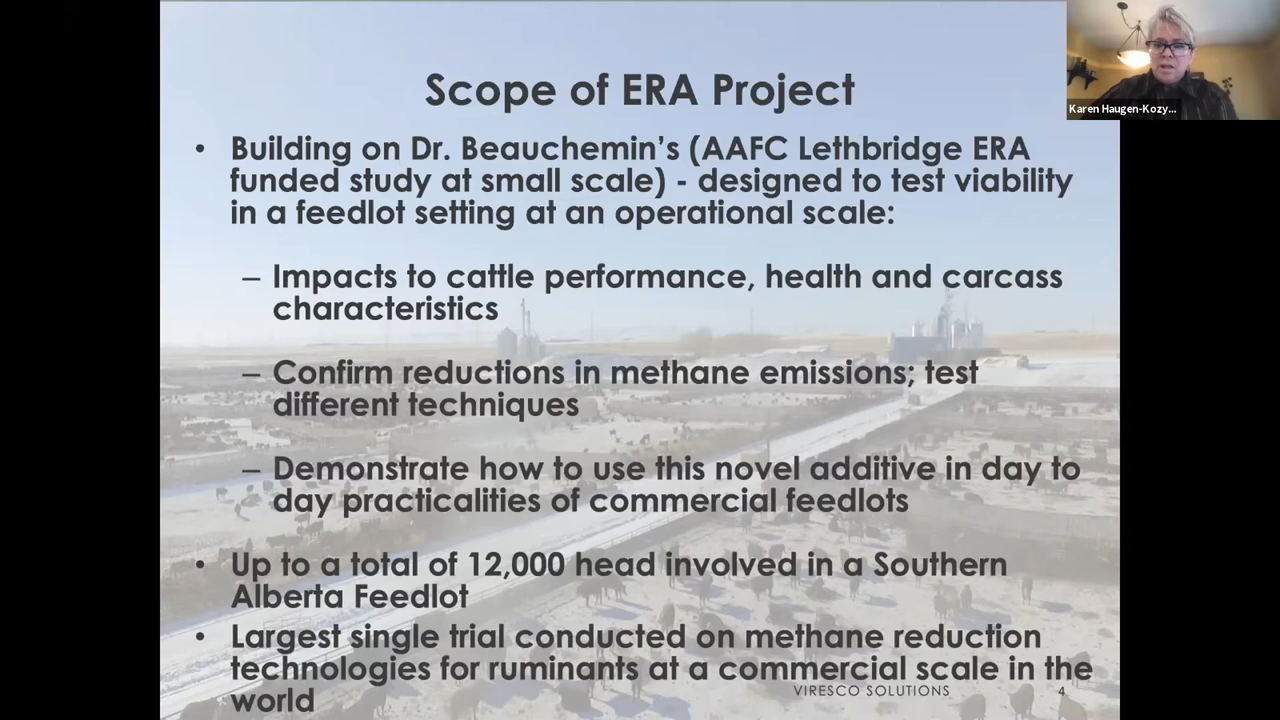 Scope of ERA Project
Karen Haugen-Kozy...
• Building on Dr. Beauchemin's (AAFC Lethbridge ERA
funded study at small scale) - designed to test viability
in a feedlot setting at an operational scale:
– Impacts to cattle performance, health and carcass
characteristics
– Confirm reductions in methane emissions; test
different techniques
– Demonstrate how to use this novel additive in day to
day practicalities of commercial feedlots
• Up to a total of 12,000 head involved in a Southern
Alberta Feedlot
• Largest single trial conducted on methane reduction
technologies for ruminants at a commercial scale in the
world
VIRESCO SOLUTIONS 4